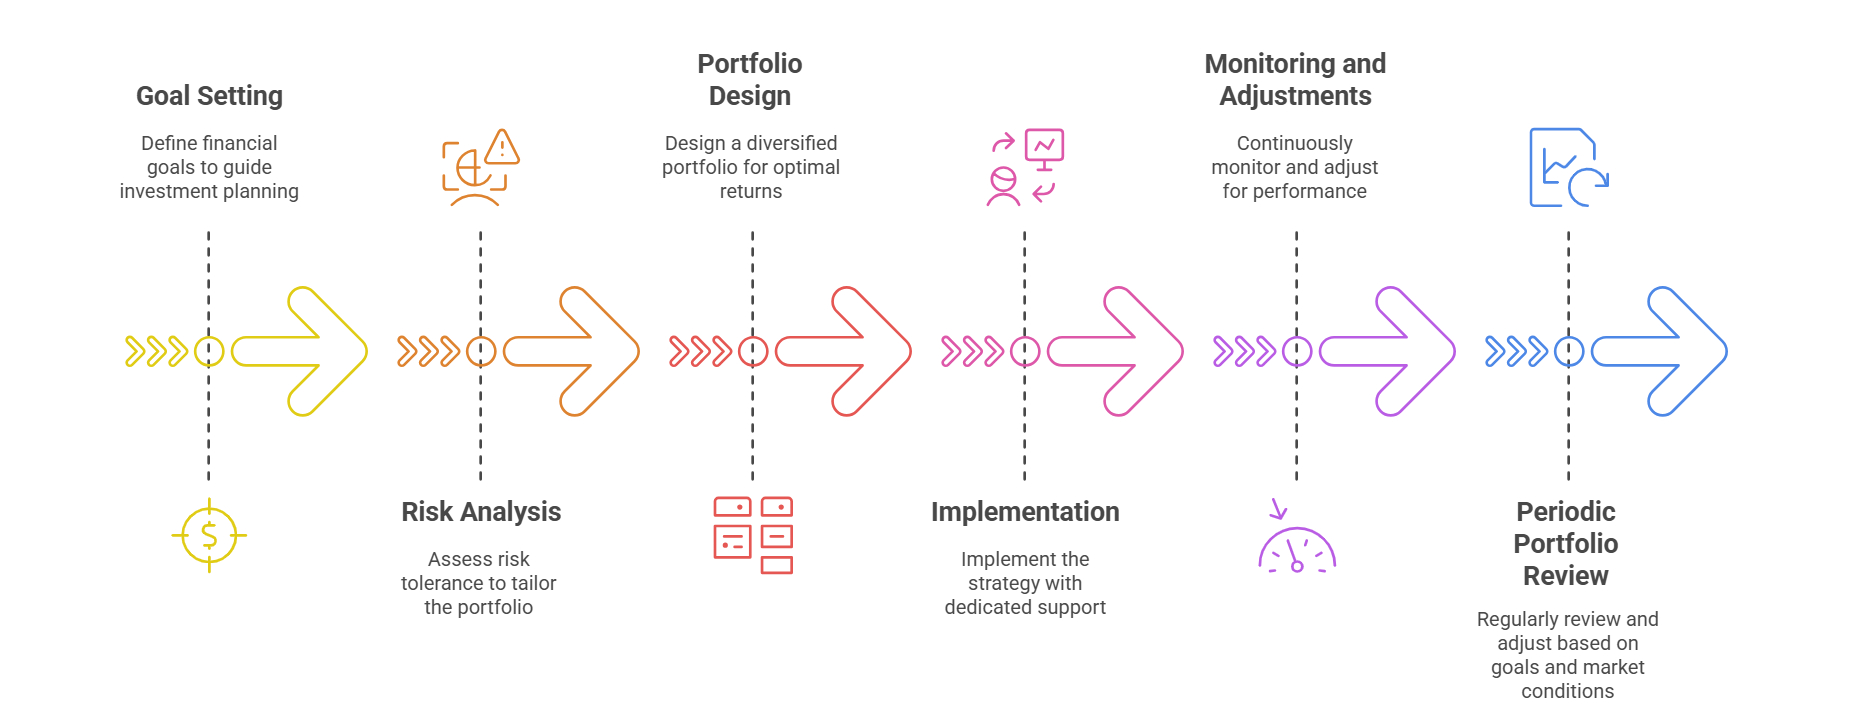 Goal Setting
Define financial
goals to guide
investment planning
Risk Analysis
Assess risk
tolerance to tailor
the portfolio
Portfolio
Design
Design a diversified
portfolio for optimal
returns
Implementation
Implement the
strategy with
dedicated support
Monitoring and
Adjustments
Continuously
monitor and adjust
for performance
Periodic
Portfolio
Review
Regularly review and
adjust based on
goals and market
conditions
$